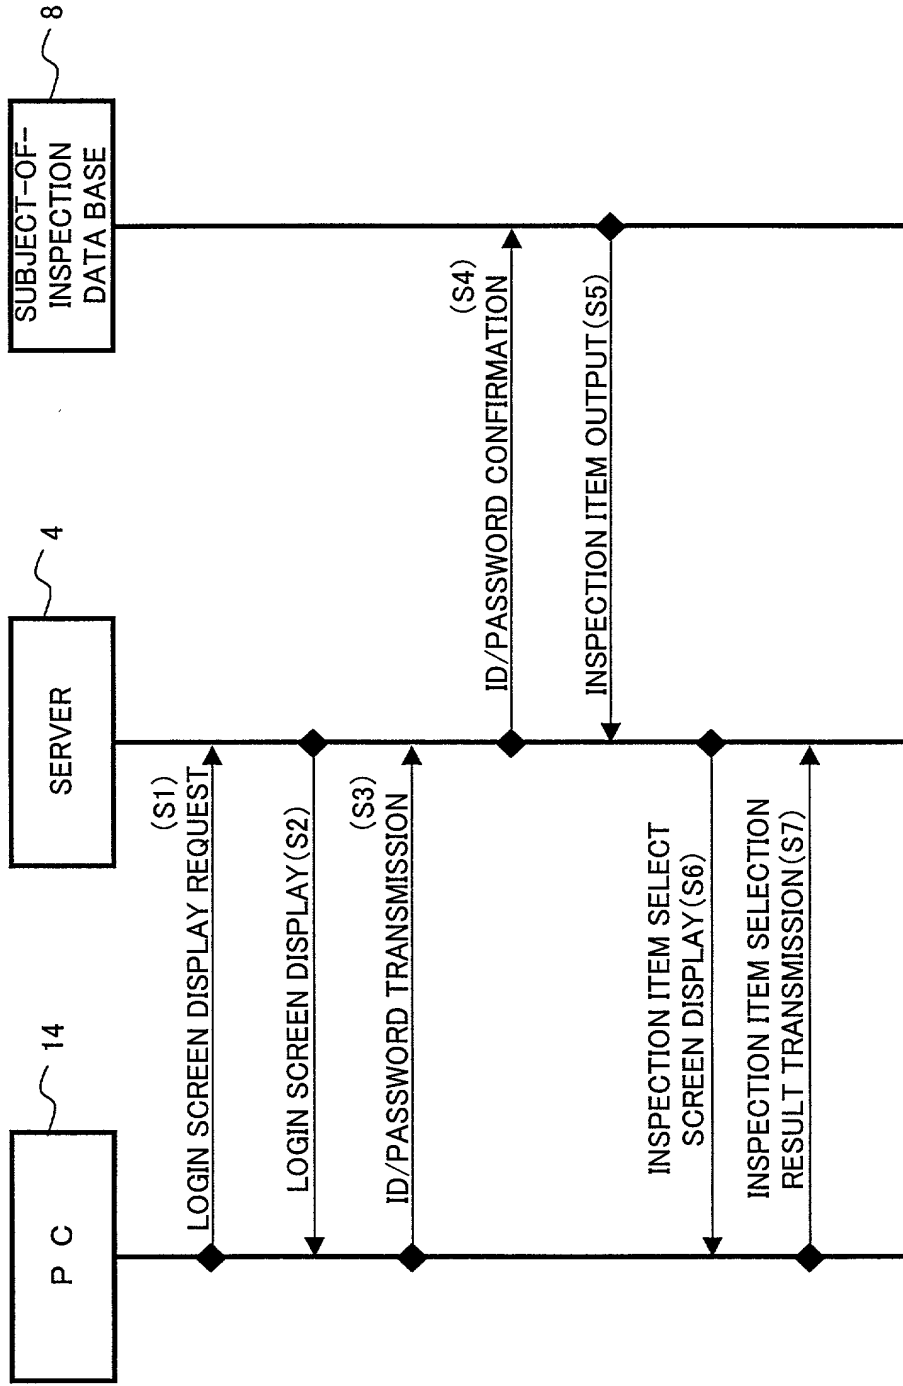 P C
14
SERVER
4
SUBJECT-OF-
INSPECTION
DATA BASE
8
(S1)
LOGIN SCREEN DISPLAY REQUEST
LOGIN SCREEN DISPLAY(S2)
(S3)
ID/PASSWORD TRANSMISSION
(S4)
ID/PASSWORD CONFIRMATION
INSPECTION ITEM OUTPUT(S5)
INSPECTION ITEM SELECT
SCREEN DISPLAY(S6)
INSPECTION ITEM SELECTION
RESULT TRANSMISSION(S7)